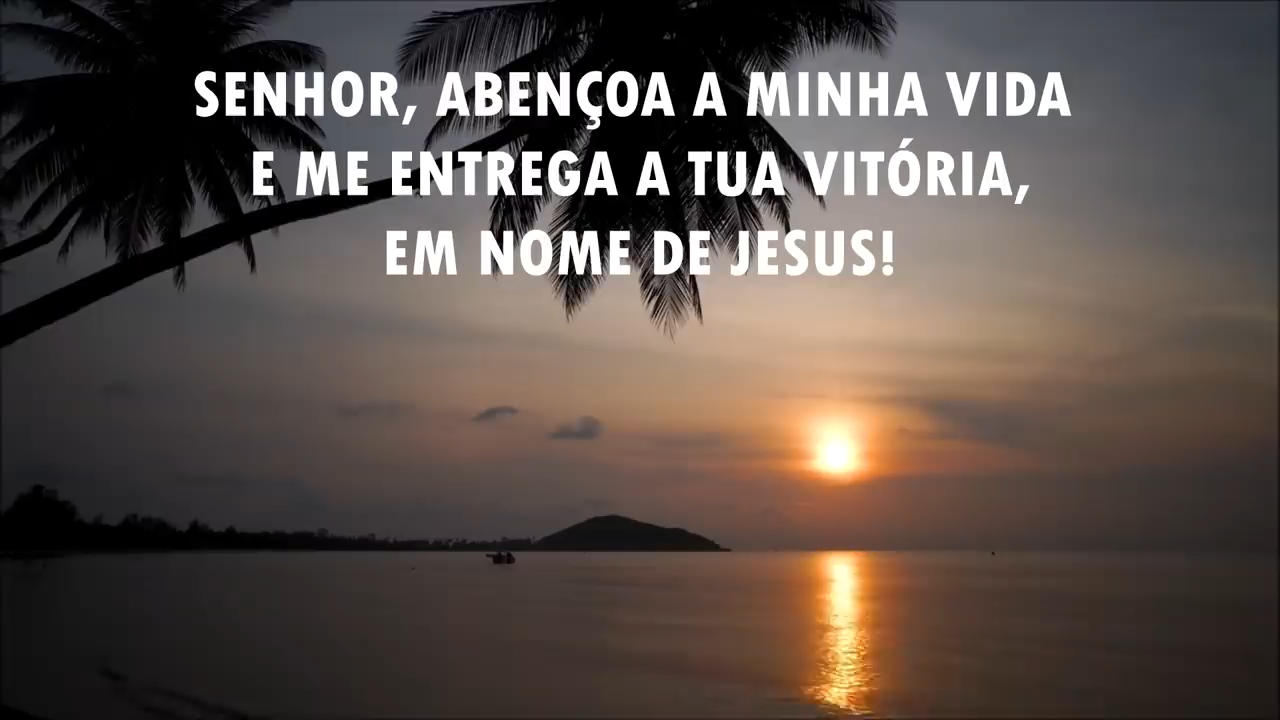 SENHOR, ABENÇOA A MINHA VIDA
E ME ENTREGA A TUA VITÓRIA,
EM NOME DE JESUS!